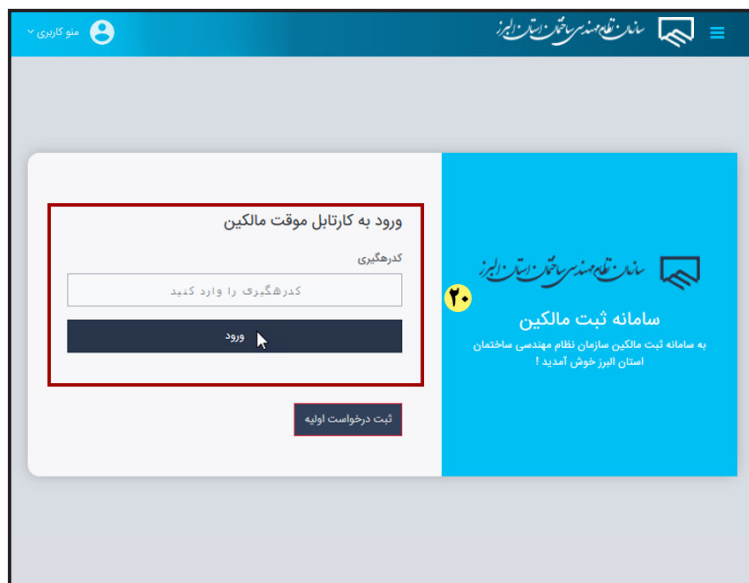 سازمان نظام مهندسی ساختمان استان البرز
منو کاربری
ورود به کارتابل موقت مالکین
کدرهگیری
کدرهگیری را وارد کنید
ورود
ثبت درخواست اولیه
سازمان نظام مهندسی ساختمان استان البرز
۲۰
سامانه ثبت مالکین
به سامانه ثبت مالکین سازمان نظام مهندسی ساختمان
استان البرز خوش آمدید !